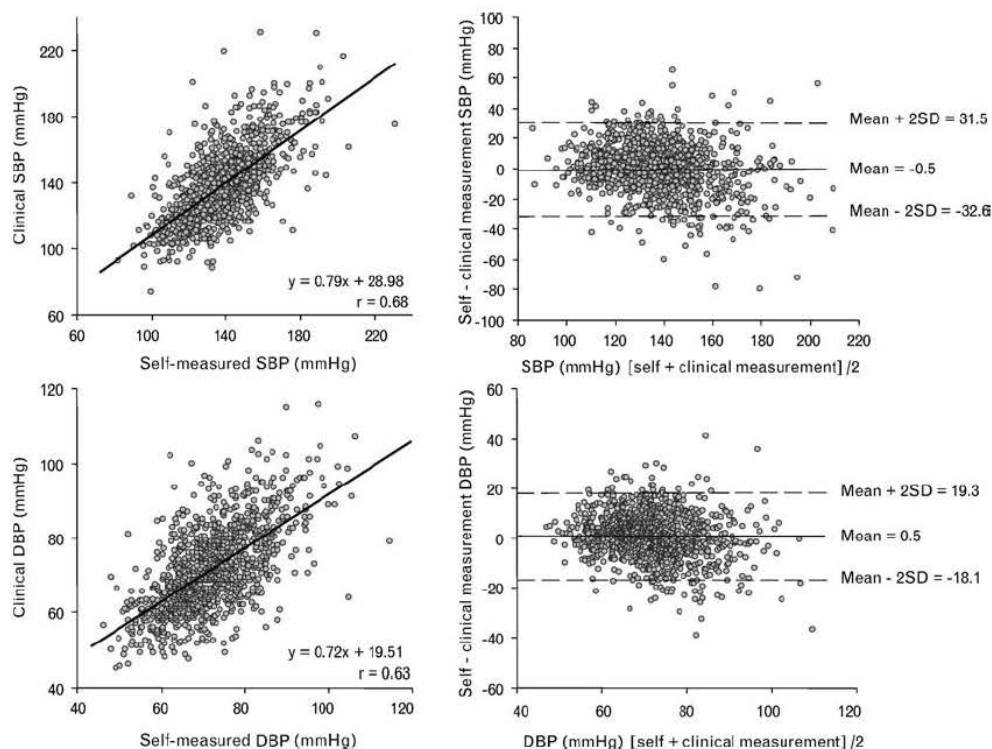 Clinical SBP (mmHg)
220
180
140
100
60
60
100
140
180
220
y = 0.79x + 28.98
r = 0.68
Self-measured SBP (mmHg)
Self - clinical measurement SBP (mmHg)
100
80
60
40
20
0
-20
-40
-60
-80
-100
80
100
120
140
160
180
200
220
Mean + 2SD = 31.5
Mean = -0.5
Mean - 2SD = -32.6
SBP (mmHg) [self + clinical measurement] /2
Clinical DBP (mmHg)
120
100
80
60
40
40
60
80
100
120
y = 0.72x + 19.51
r = 0.63
Self-measured DBP (mmHg)
Self - clinical measurement DBP (mmHg)
60
40
20
0
-20
-40
-60
40
60
80
100
120
Mean + 2SD = 19.3
Mean = 0.5
Mean - 2SD = -18.1
DBP (mmHg) [self + clinical measurement]/2